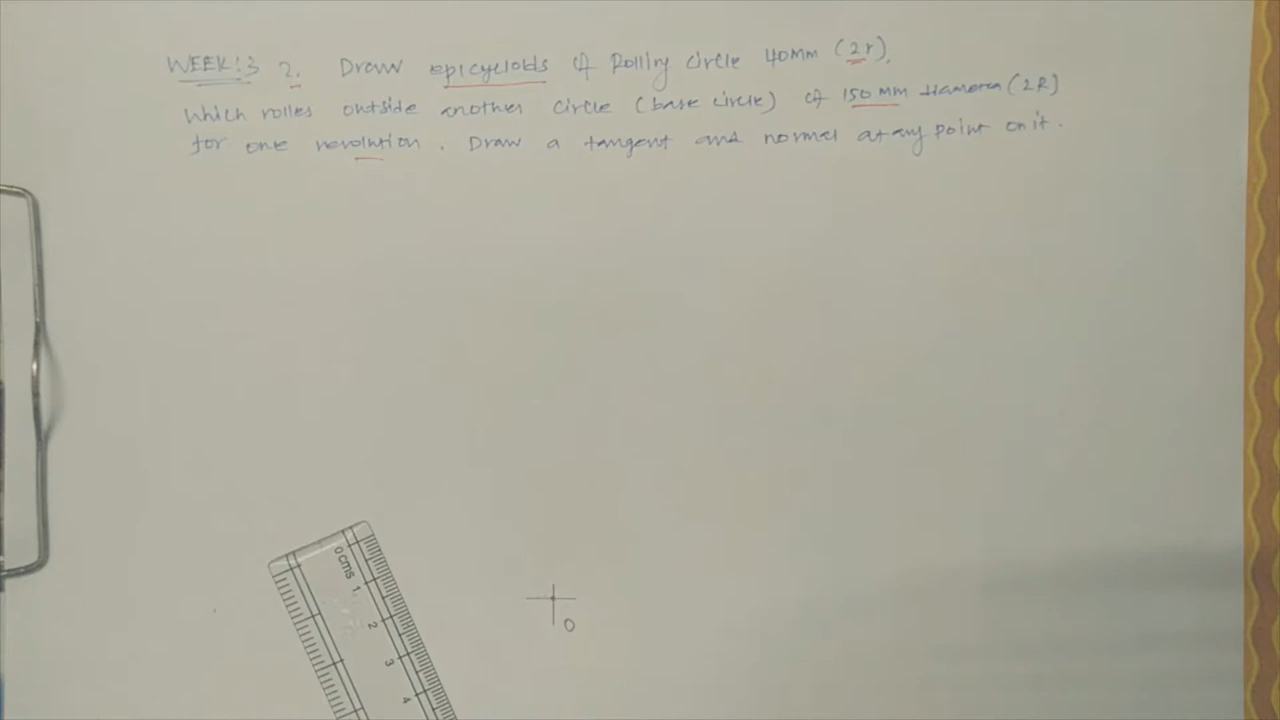 WEEK:3 2. Draw epicycloids of Rolling circle 40mm (2r),
which rolles outside another circle (base circle) of 150 mm diameter (2R)
for one revolution. Draw a tangent and normal at any point on it.
0 cms 1 2 3 4
O